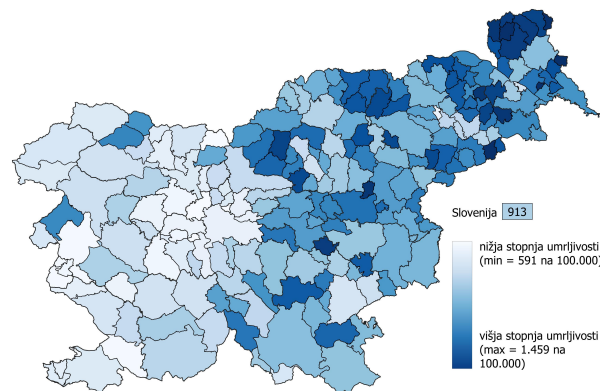 Slovenija 913
nižja stopnja umrljivosti
(min = 591 na 100.000)
višja stopnja umrljivosti
(max = 1.459 na
100.000)